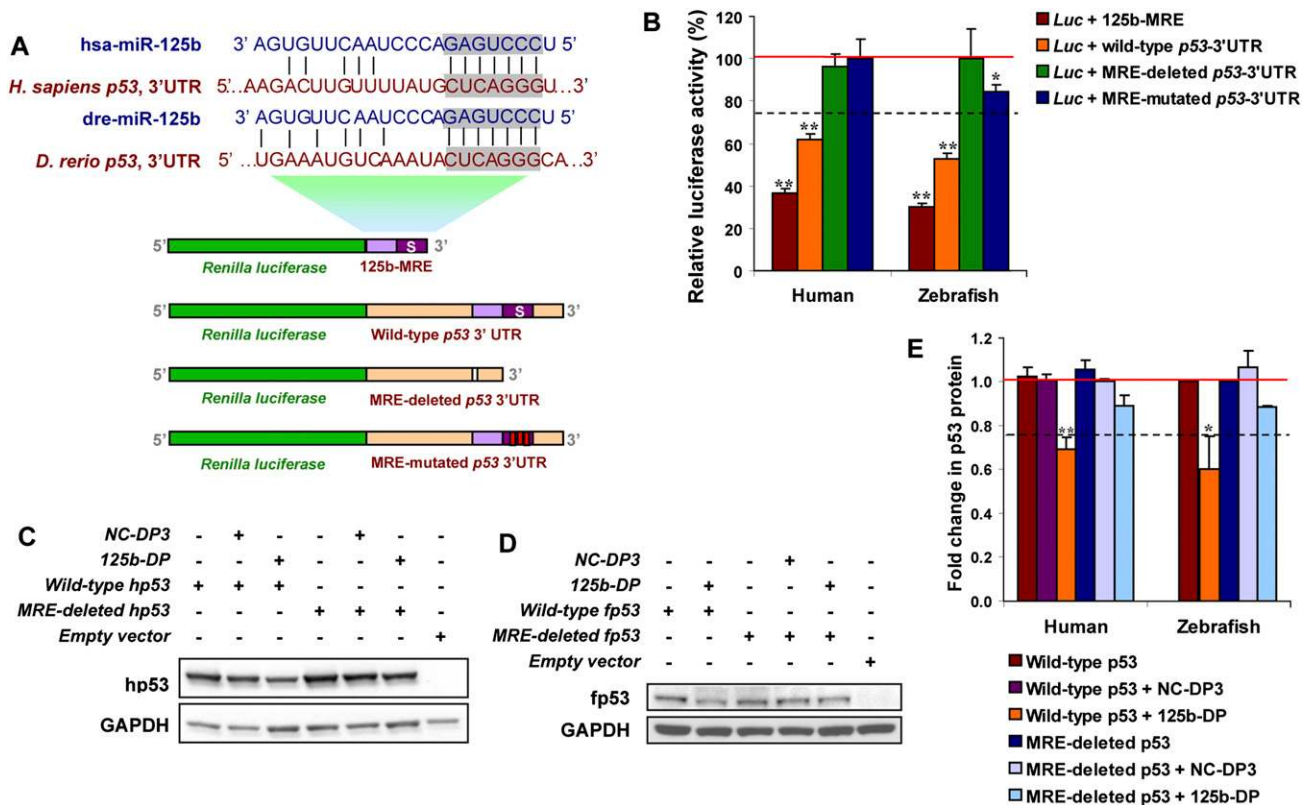 A
hsa-miR-125b 3’ AGUGUUCAAUCCCAGAGUCCCU 5’
H. sapiens p53, 3’UTR 5’…AAGACUUGUUUUAUGCUCAGGGU…3’
dre-miR-125b 3’ AGUGUUCAAUCCCAGAGUCCCU 5’
D. rerio p53, 3’UTR 5’…UGAAAUGUCAAAUACUCAGGGCA…3’
5’ S 3’
Renilla luciferase 125b-MRE
5’ S 3’
Renilla luciferase Wild-type p53 3’ UTR
5’ 3’
Renilla luciferase MRE-deleted p53 3’UTR
5’ 3’
Renilla luciferase MRE-mutated p53 3’UTR
B
Relative luciferase activity (%)
120
100
80
60
40
20
0
** ** ** ** *
Human Zebrafish
Luc + 125b-MRE
Luc + wild-type p53-3'UTR
Luc + MRE-deleted p53-3'UTR
Luc + MRE-mutated p53-3'UTR
C
NC-DP3 - + - - + - -
125b-DP - - + - - + -
Wild-type hp53 + + + - - - -
MRE-deleted hp53 - - - + + + -
Empty vector - - - - - - +
hp53
GAPDH
D
NC-DP3 - - - + - -
125b-DP - + - - + -
Wild-type fp53 + + - - - -
MRE-deleted fp53 - - + + + -
Empty vector - - - - - +
fp53
GAPDH
E
Fold change in p53 protein
1.2
1.0
0.8
0.6
0.4
0.2
0.0
** *
Human Zebrafish
Wild-type p53
Wild-type p53 + NC-DP3
Wild-type p53 + 125b-DP
MRE-deleted p53
MRE-deleted p53 + NC-DP3
MRE-deleted p53 + 125b-DP